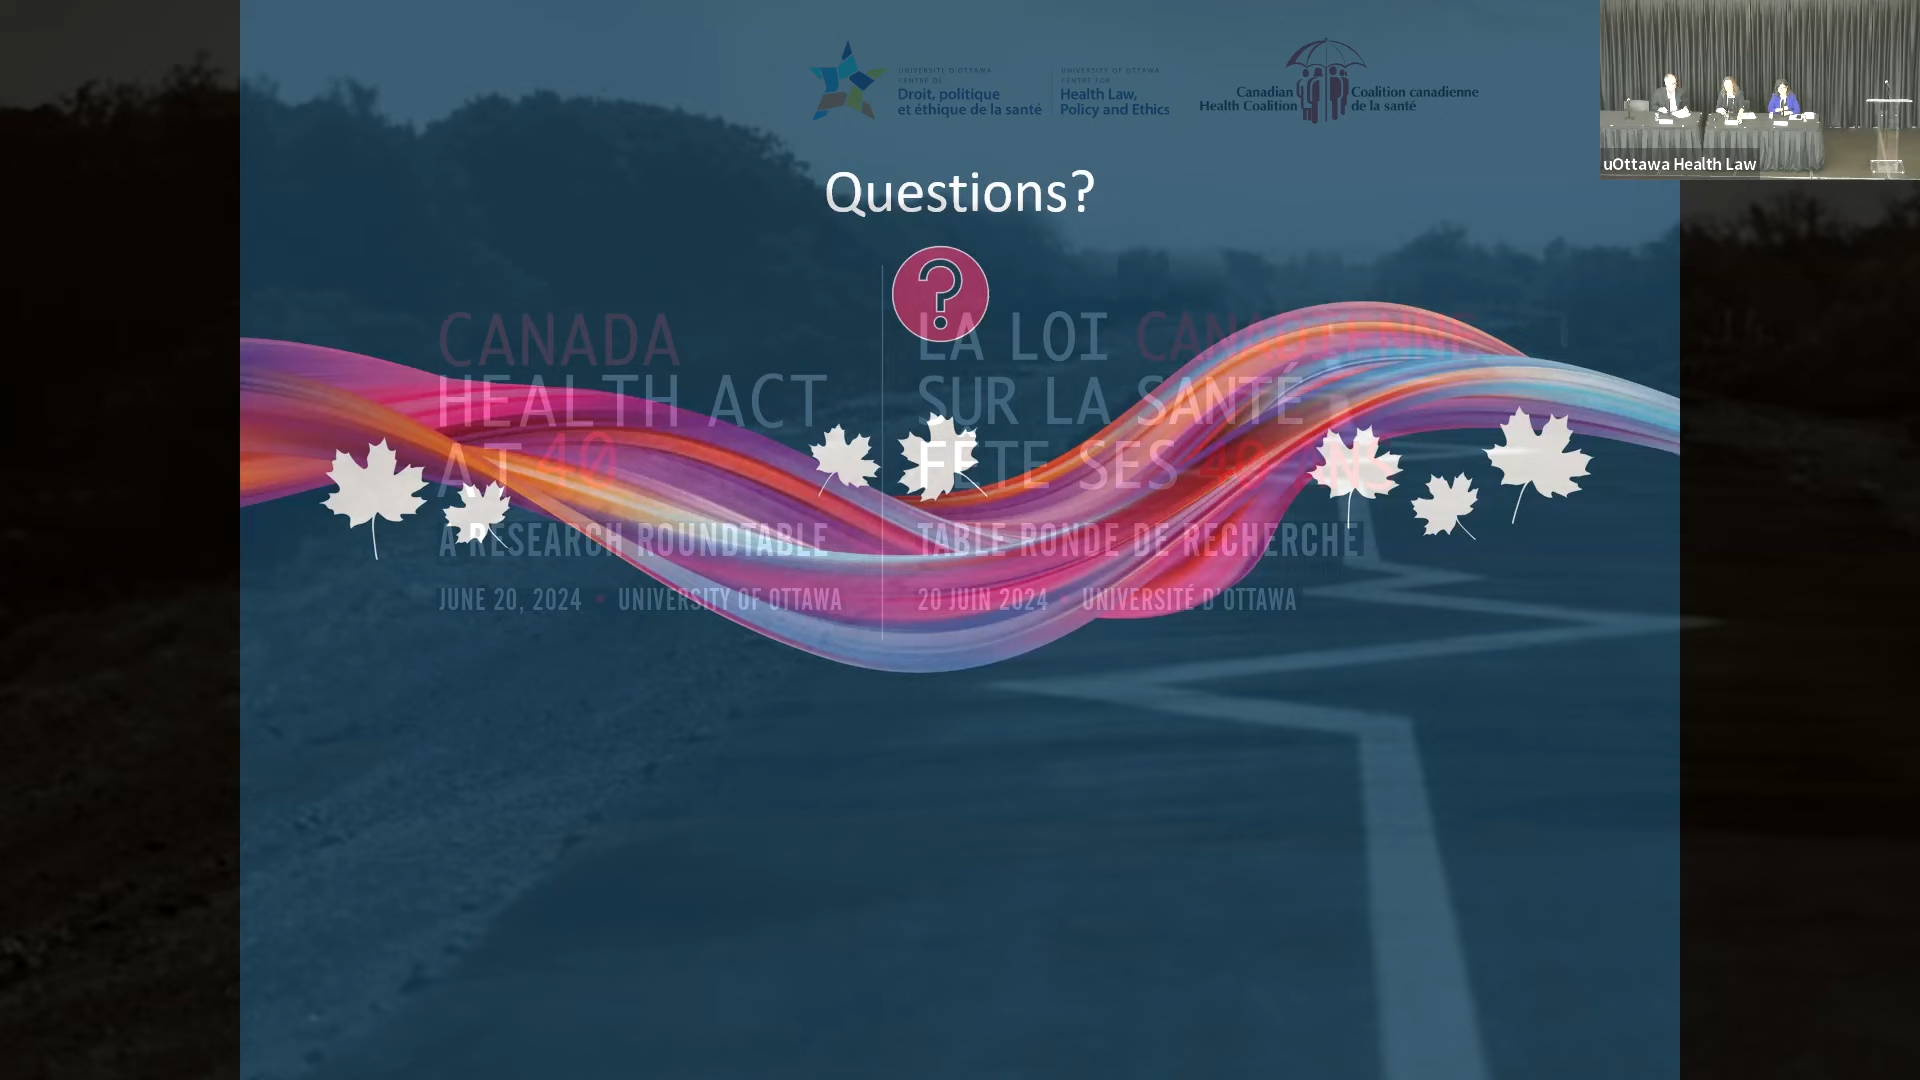 UNIVERSITÉ D'OTTAWA
CENTRE DE
Droit, politique
et éthique de la santé
UNIVERSITY OF OTTAWA
CENTRE FOR
Health Law,
Policy and Ethics
Canadian
Health Coalition
Coalition canadienne
de la santé
uOttawa Health Law
Questions?
?
CANADA
HEALTH ACT
AT 40
A RESEARCH ROUNDTABLE
JUNE 20, 2024 • UNIVERSITY OF OTTAWA
LA LOI CANADIENNE
SUR LA SANTÉ
FÊTE SES 40 ANS
TABLE RONDE DE RECHERCHE
20 JUIN 2024 • UNIVERSITÉ D'OTTAWA